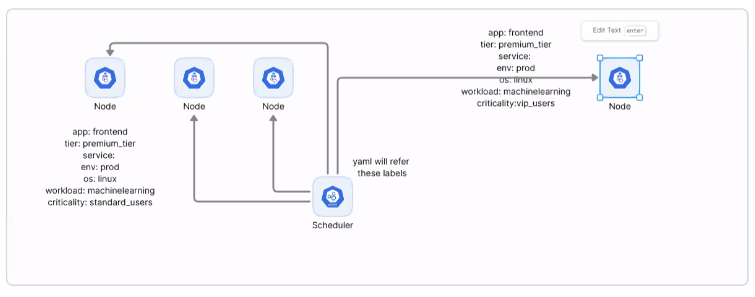 Edit Text enter
app: frontend
tier: premium_tier
service:
env: prod
os: linux
workload: machinelearning
criticality:vip_users
Node
Node
Node
Node
app: frontend
tier: premium_tier
service:
env: prod
os: linux
workload: machinelearning
criticality: standard_users
yaml will refer
these labels
Scheduler